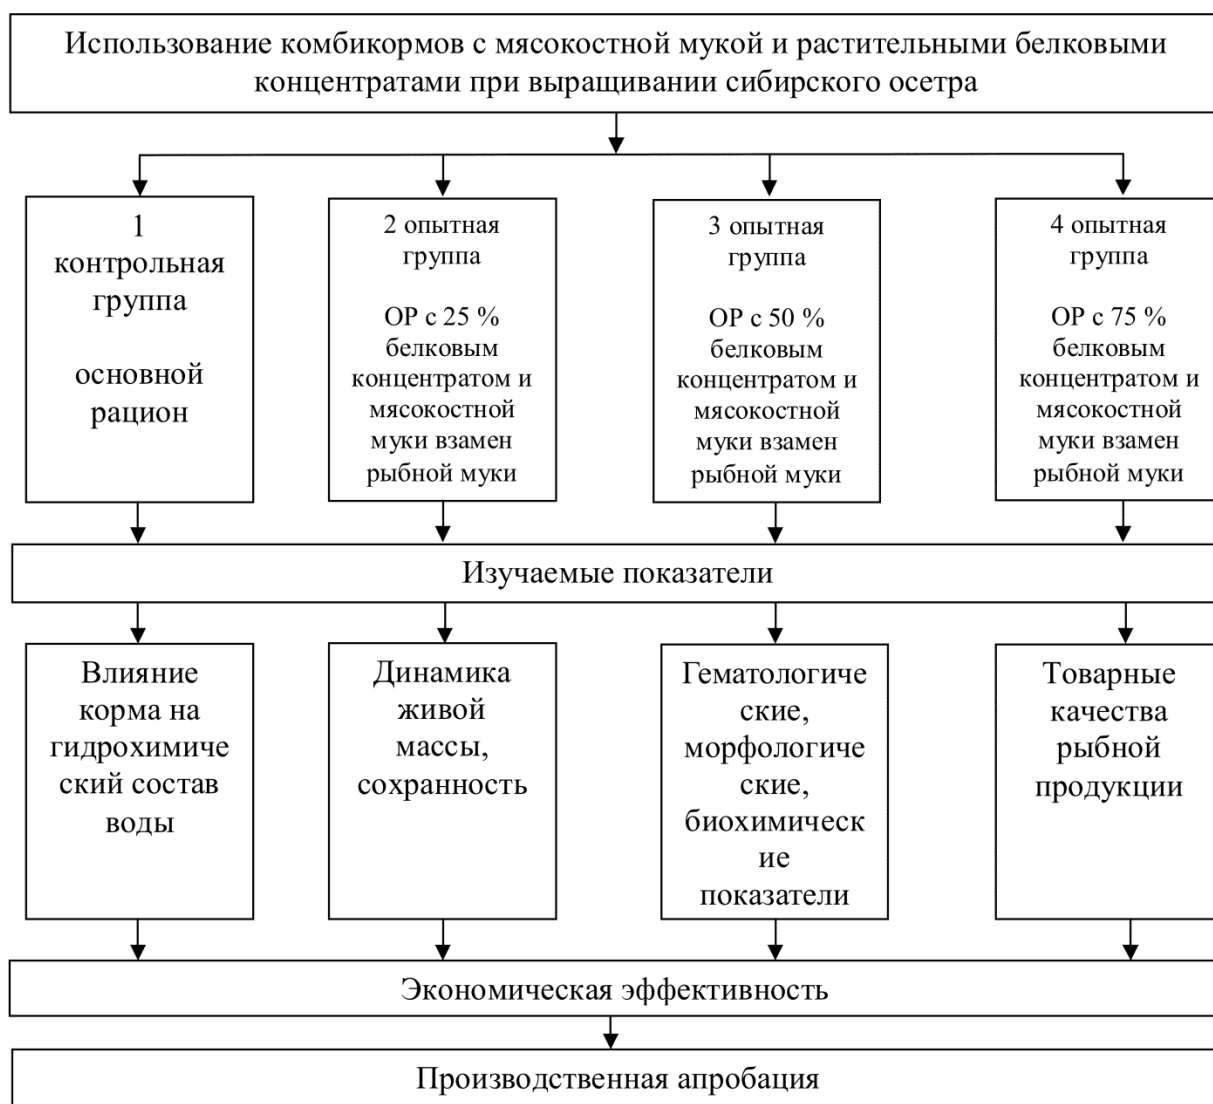 Использование комбикормов с мясокостной мукой и растительными белковыми
концентратами при выращивании сибирского осетра
1
контрольная
группа
основной
рацион
2 опытная
группа
ОР с 25 %
белковым
концентратом и
мясокостной
муки взамен
рыбной муки
3 опытная
группа
ОР с 50 %
белковым
концентратом и
мясокостной
муки взамен
рыбной муки
4 опытная
группа
ОР с 75 %
белковым
концентратом и
мясокостной
муки взамен
рыбной муки
Изучаемые показатели
Влияние
корма на
гидрохимиче
ский состав
воды
Динамика
живой
массы,
сохранность
Гематологиче
ские,
морфологиче
ские,
биохимическ
ие
показатели
Товарные
качества
рыбной
продукции
Экономическая эффективность
Производственная апробация